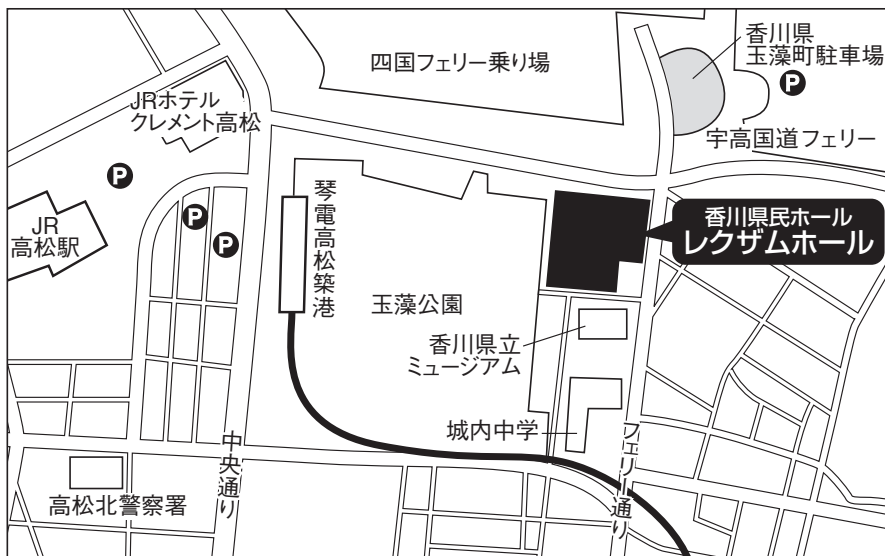 香川県
玉藻町駐車場
P
四国フェリー乗り場
JRホテル
クレメント高松
宇高国道フェリー
P
JR
高松駅
P
P
琴電高松築港
香川県民ホール
レクザムホール
玉藻公園
香川県立
ミュージアム
城内中学
中央通り
フェリー通り
高松北警察署